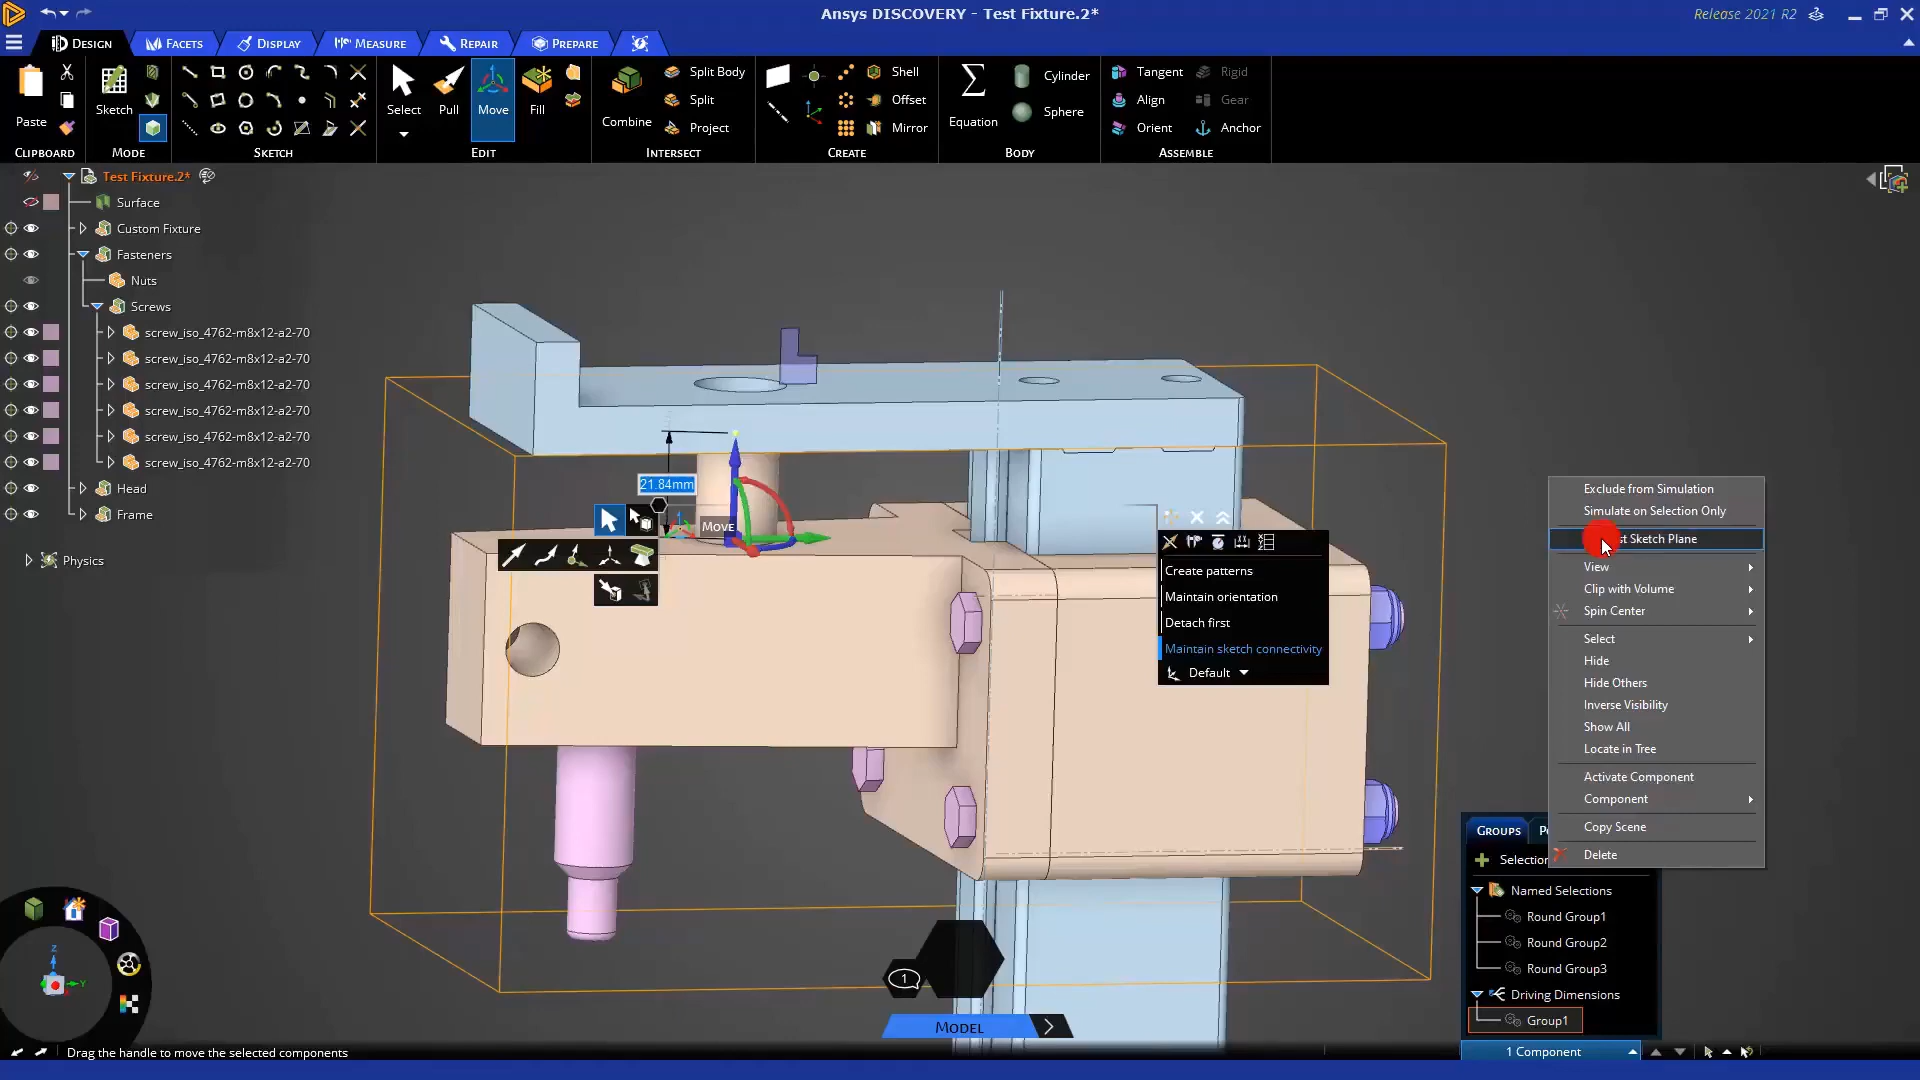 Ansys DISCOVERY - Test Fixture.2*
Release 2021 R2
Design
Facets
Display
Measure
Repair
Prepare
Paste
Clipboard
Sketch
Mode
Sketch
Select
Pull
Move
Fill
Edit
Combine
Split Body
Split
Project
Intersect
Shell
Offset
Mirror
Create
Equation
Cylinder
Sphere
Body
Tangent
Rigid
Align
Gear
Orient
Anchor
Assemble
Test Fixture.2*
Surface
Custom Fixture
Fasteners
Nuts
Screws
screw_iso_4762-m8x12-a2-70
screw_iso_4762-m8x12-a2-70
screw_iso_4762-m8x12-a2-70
screw_iso_4762-m8x12-a2-70
screw_iso_4762-m8x12-a2-70
screw_iso_4762-m8x12-a2-70
Head
Frame
Physics
21.84mm
Move
Create patterns
Maintain orientation
Detach first
Maintain sketch connectivity
Default
Exclude from Simulation
Simulate on Selection Only
Sketch Plane
View
Clip with Volume
Spin Center
Select
Hide
Hide Others
Inverse Visibility
Show All
Locate in Tree
Activate Component
Component
Copy Scene
Delete
Groups
Named Selections
Round Group1
Round Group2
Round Group3
Driving Dimensions
Group1
1 Component
Z
Y
1
Model
Drag the handle to move the selected components